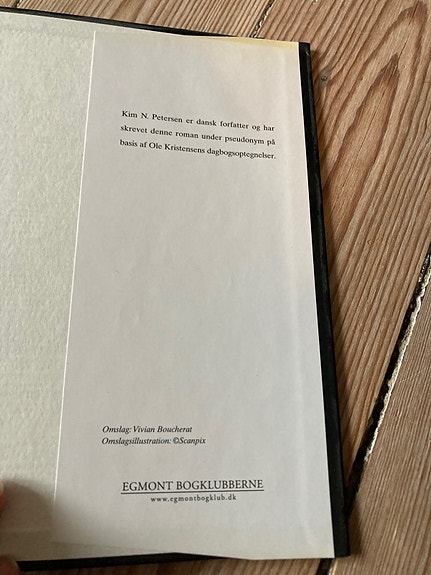 Kim N. Petersen er dansk forfatter og har
skrevet denne roman under pseudonym på
basis af Ole Kristensens dagbogsoptegnelser.
Omslag: Vivian Boucherat
Omslagsillustration: ©Scanpix
EGMONT BOGKLUBBERNE
www.egmontbogklub.dk